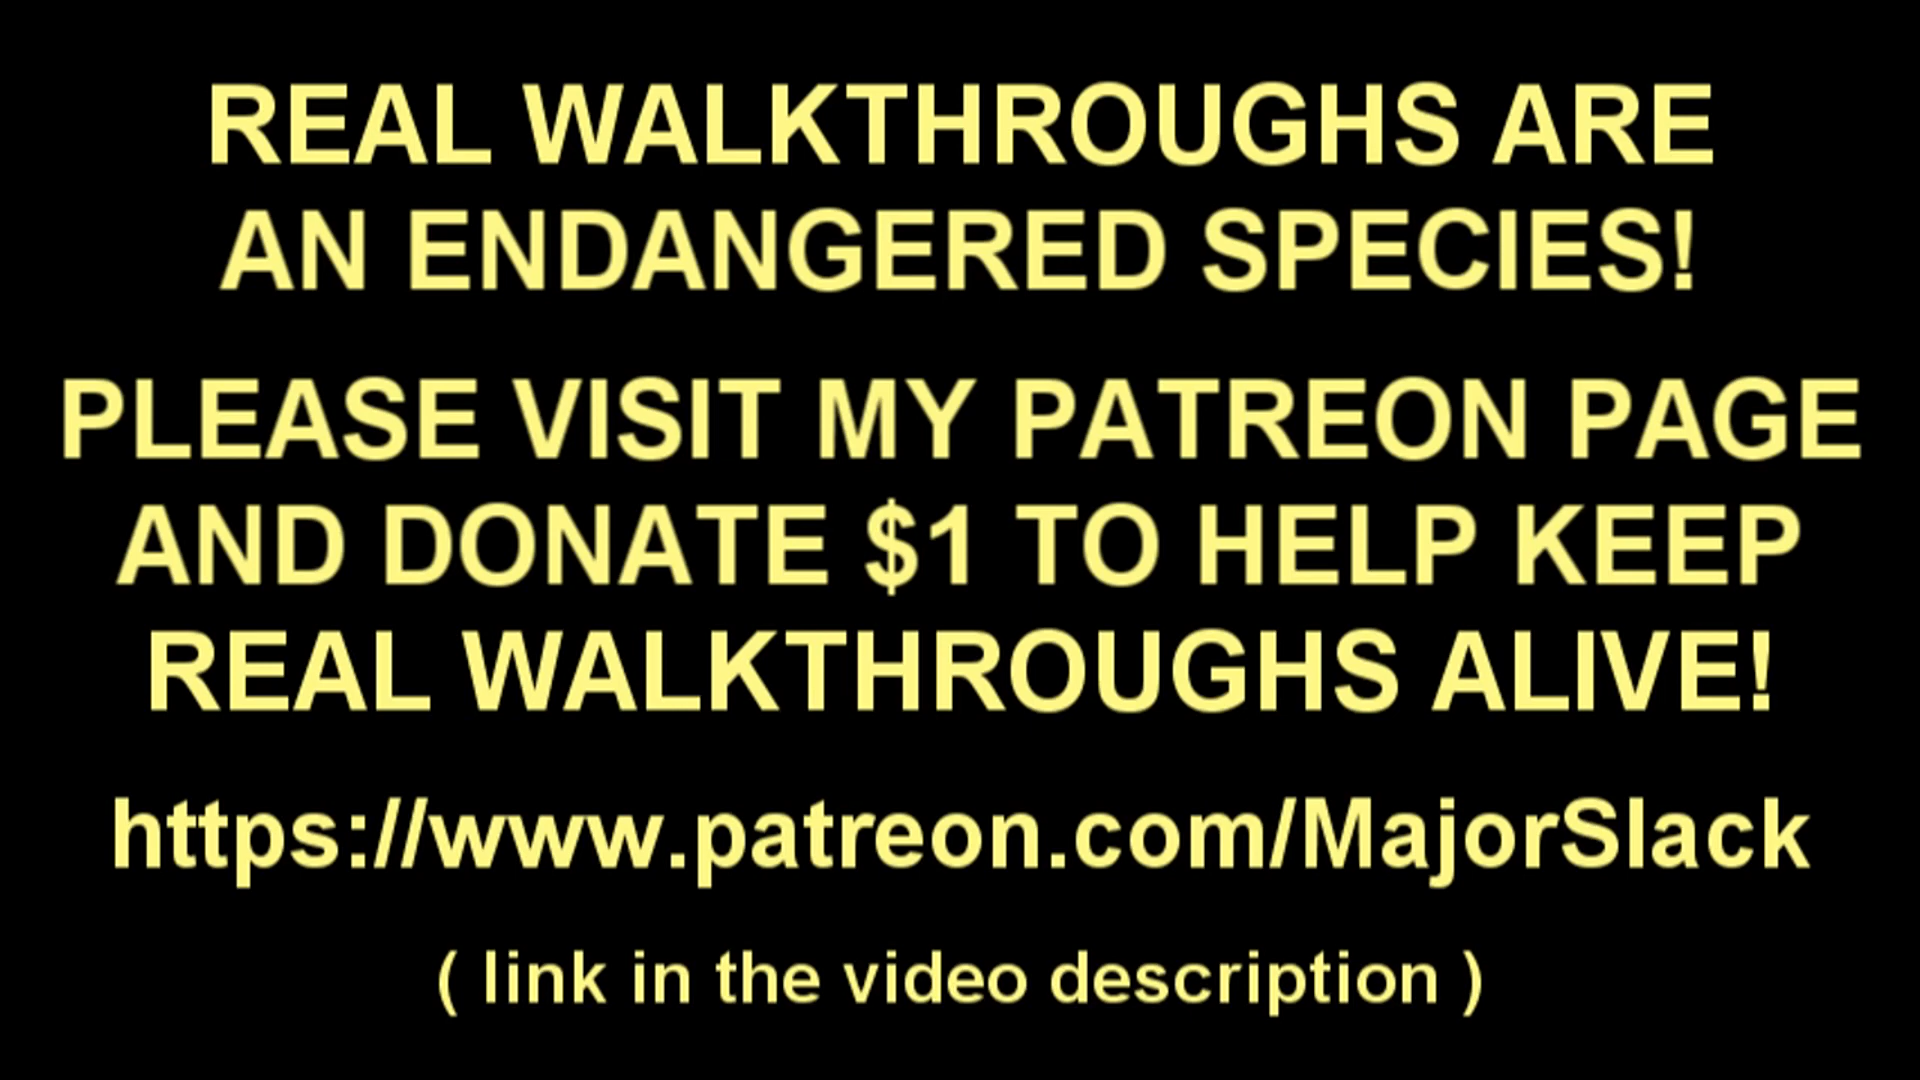 REAL WALKTHROUGHS ARE
AN ENDANGERED SPECIES!
PLEASE VISIT MY PATREON PAGE
AND DONATE $1 TO HELP KEEP
REAL WALKTHROUGHS ALIVE!
https://www.patreon.com/MajorSlack
( link in the video description )